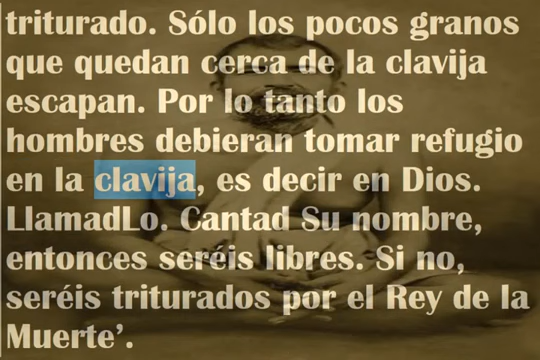 triturado. Sólo los pocos granos
que quedan cerca de la clavija
escapan. Por lo tanto los
hombres debieran tomar refugio
en la clavija, es decir en Dios.
LlamadLo. Cantad Su nombre,
entonces seréis libres. Si no,
seréis triturados por el Rey de la
Muerte’.